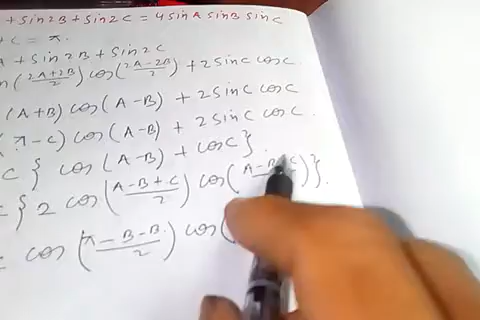 + sin2B + sin2C = 4 sinA sinB sinC
+ C = π.
A + sin2B + sin2C
n(2A+2B/2) cos(2A-2B/2) + 2 sinC cosC
(A+B) cos(A-B) + 2 sinC cosC
(π-C) cos(A-B) + 2 sinC cosC.
C { cos(A-B) + cosC}.
{ 2 cos(A-B+C/2) cos(A-B-C/2)}.
= cos(π-B-B/2) cos(